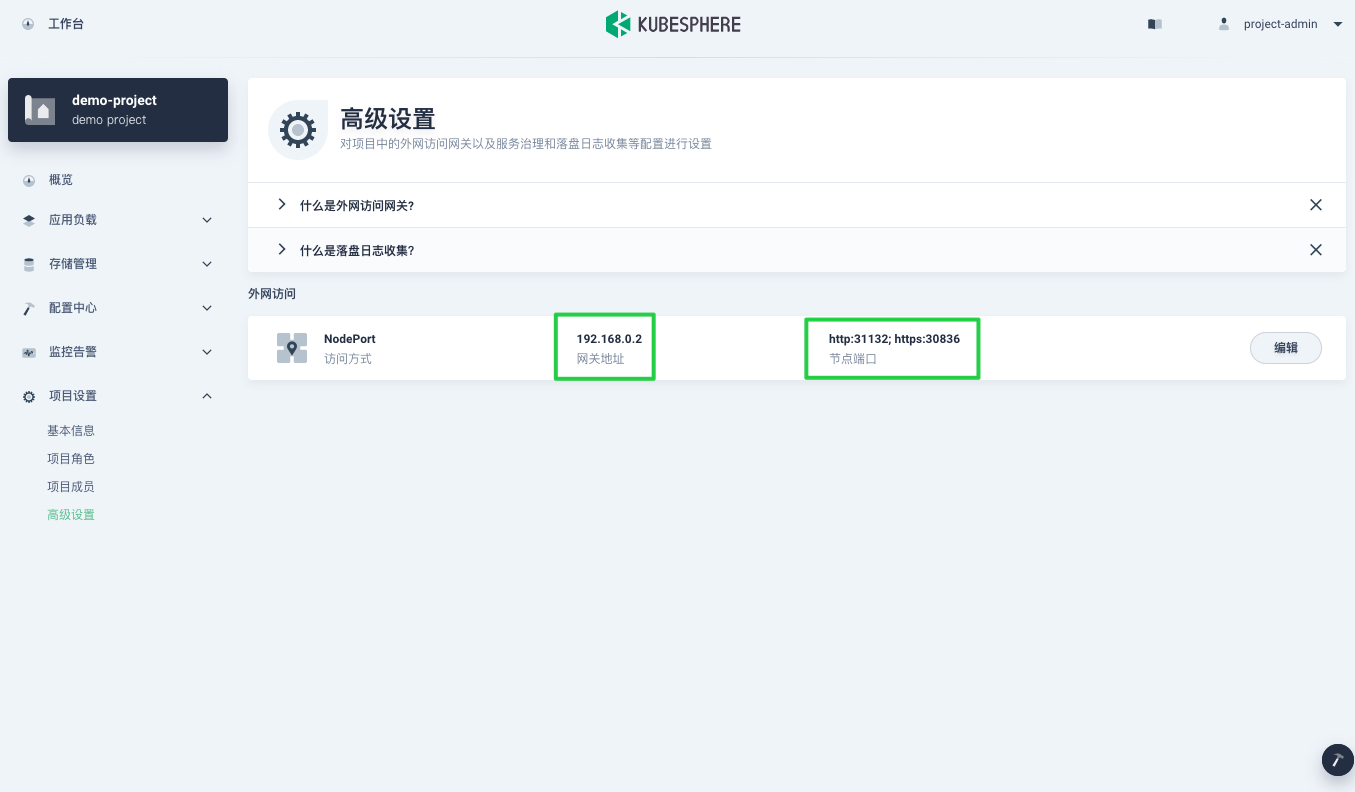 工作台
KUBESPHERE
project-admin
demo-project
demo project
概览
应用负载
存储管理
配置中心
监控告警
项目设置
基本信息
项目角色
项目成员
高级设置
高级设置
对项目中的外网访问网关以及服务治理和落盘日志收集等配置进行设置
什么是外网访问网关?
什么是落盘日志收集?
外网访问
NodePort
访问方式
192.168.0.2
网关地址
http:31132; https:30836
节点端口
编辑